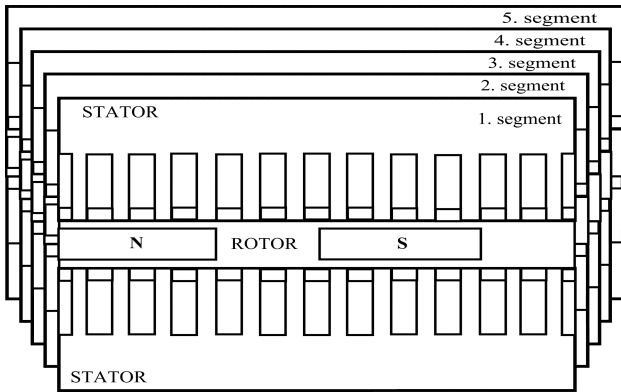 5. segment
4. segment
3. segment
2. segment
STATOR
1. segment
N
ROTOR
S
STATOR